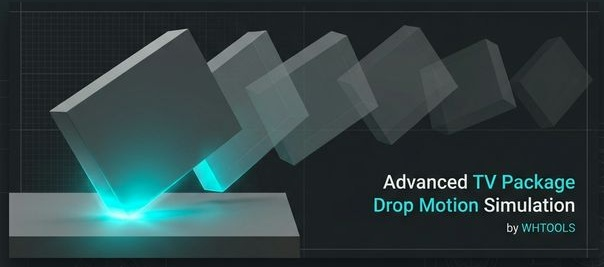 Advanced TV Package
Drop Motion Simulation
by WHTOOLS